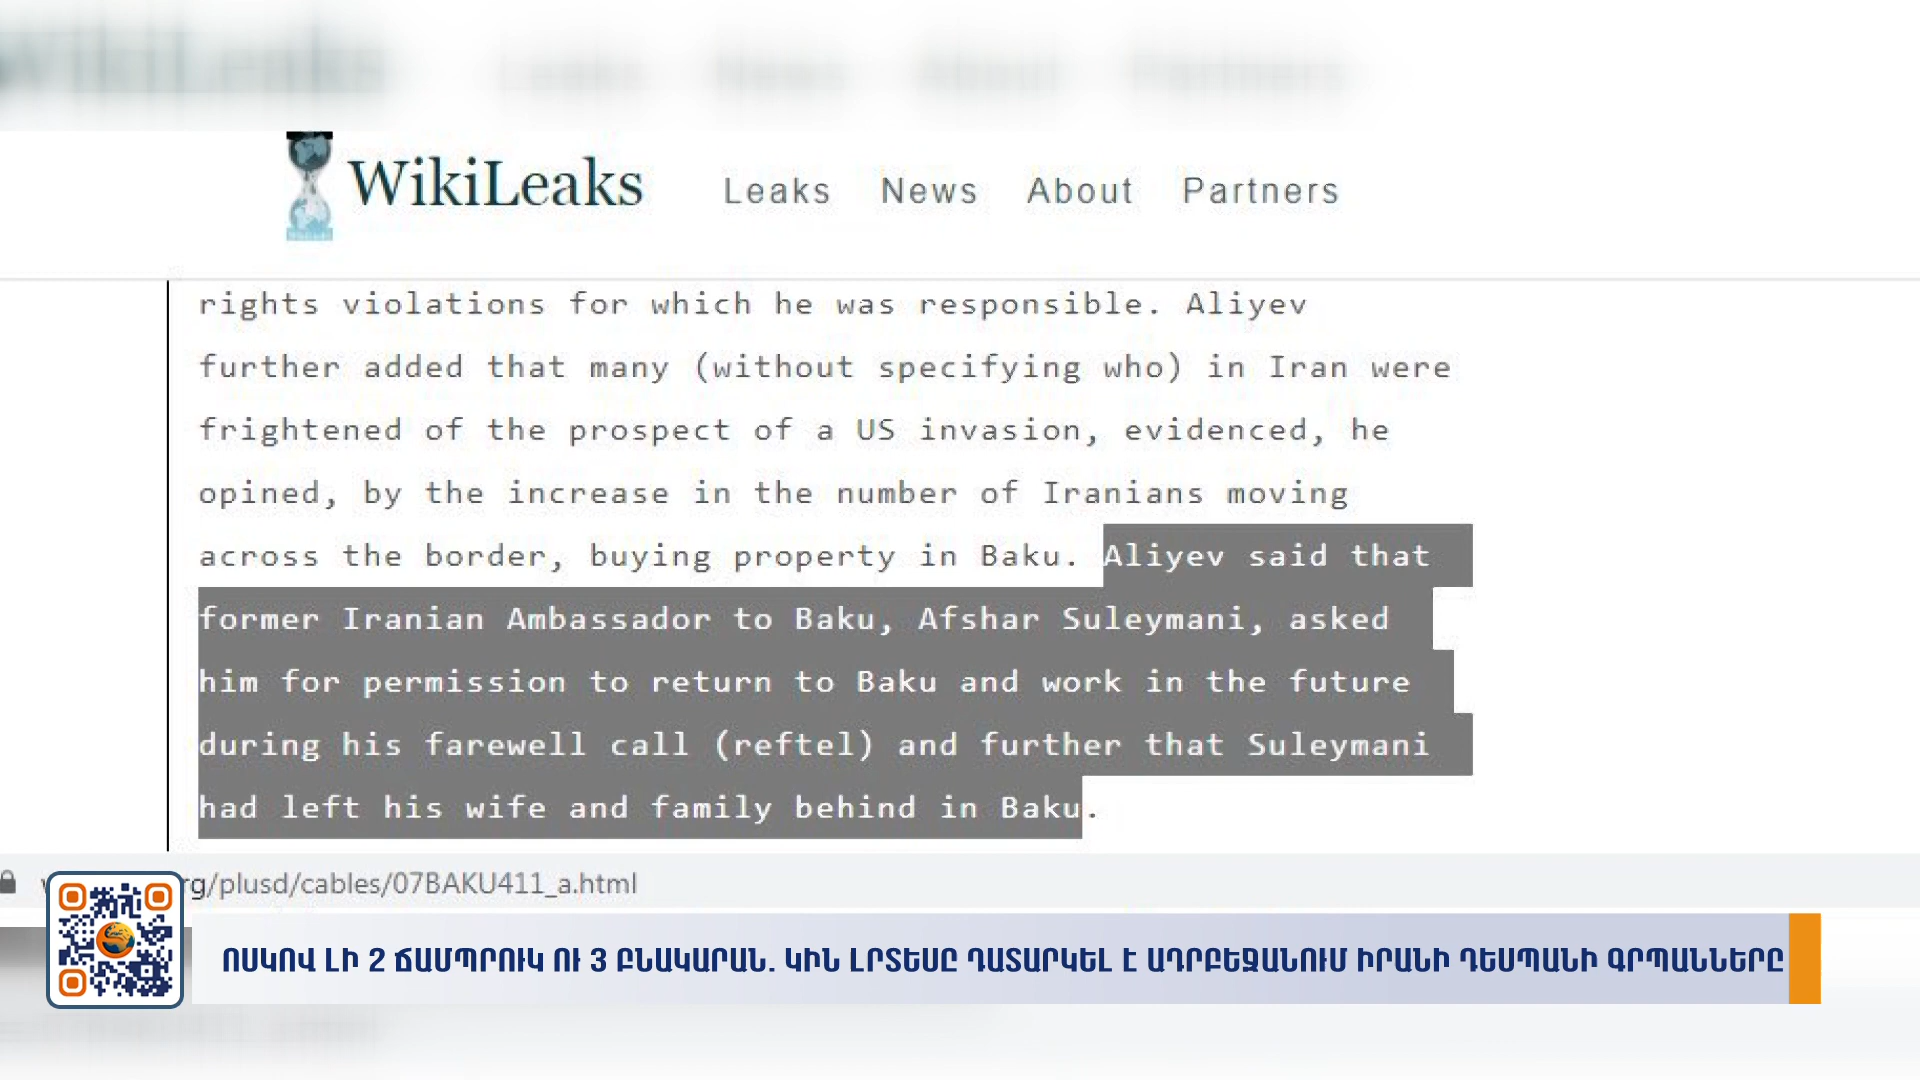 WikiLeaks Leaks News About Partners
rights violations for which he was responsible. Aliyev
further added that many (without specifying who) in Iran were
frightened of the prospect of a US invasion, evidenced, he
opined, by the increase in the number of Iranians moving
across the border, buying property in Baku. Aliyev said that
former Iranian Ambassador to Baku, Afshar Suleymani, asked
him for permission to return to Baku and work in the future
during his farewell call (reftel) and further that Suleymani
had left his wife and family behind in Baku.
rg/plusd/cables/07BAKU411_a.html
ՈՍԿՈՎ ԼԻ 2 ՃԱՄՊՐՈՒԿ ՈՒ 3 ԲՆԱԿԱՐԱՆ. ԿԻՆ ԼՐՏԵՍԸ ԴԱՏԱՐԿԵԼ Է ԱԴՐԲԵՋԱՆՈՒՄ ԻՐԱՆԻ ԴԵՍՊԱՆԻ ԳՐՊԱՆՆԵՐԸ